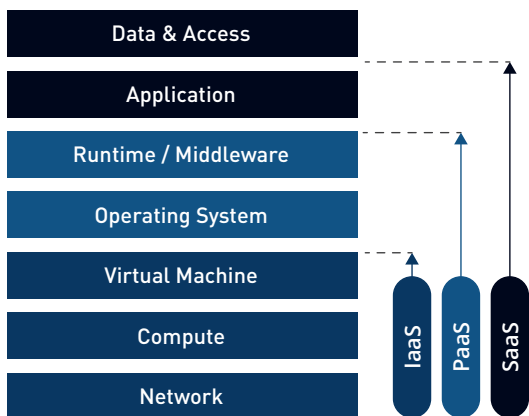 Data & Access
Application
Runtime / Middleware
Operating System
Virtual Machine
Compute
Network
IaaS
PaaS
SaaS